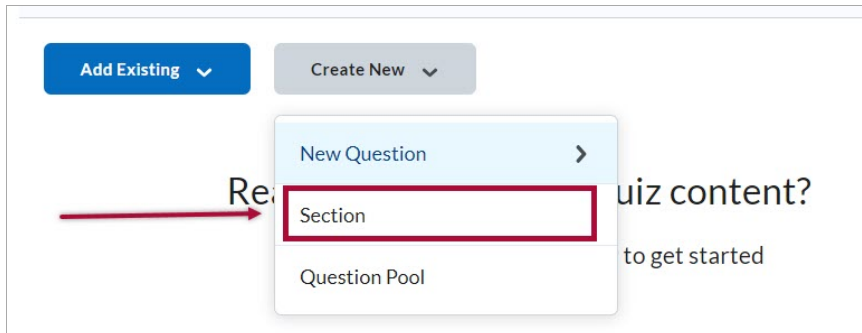 Add Existing
Create New
New Question
uiz content?
Section
to get started
Question Pool